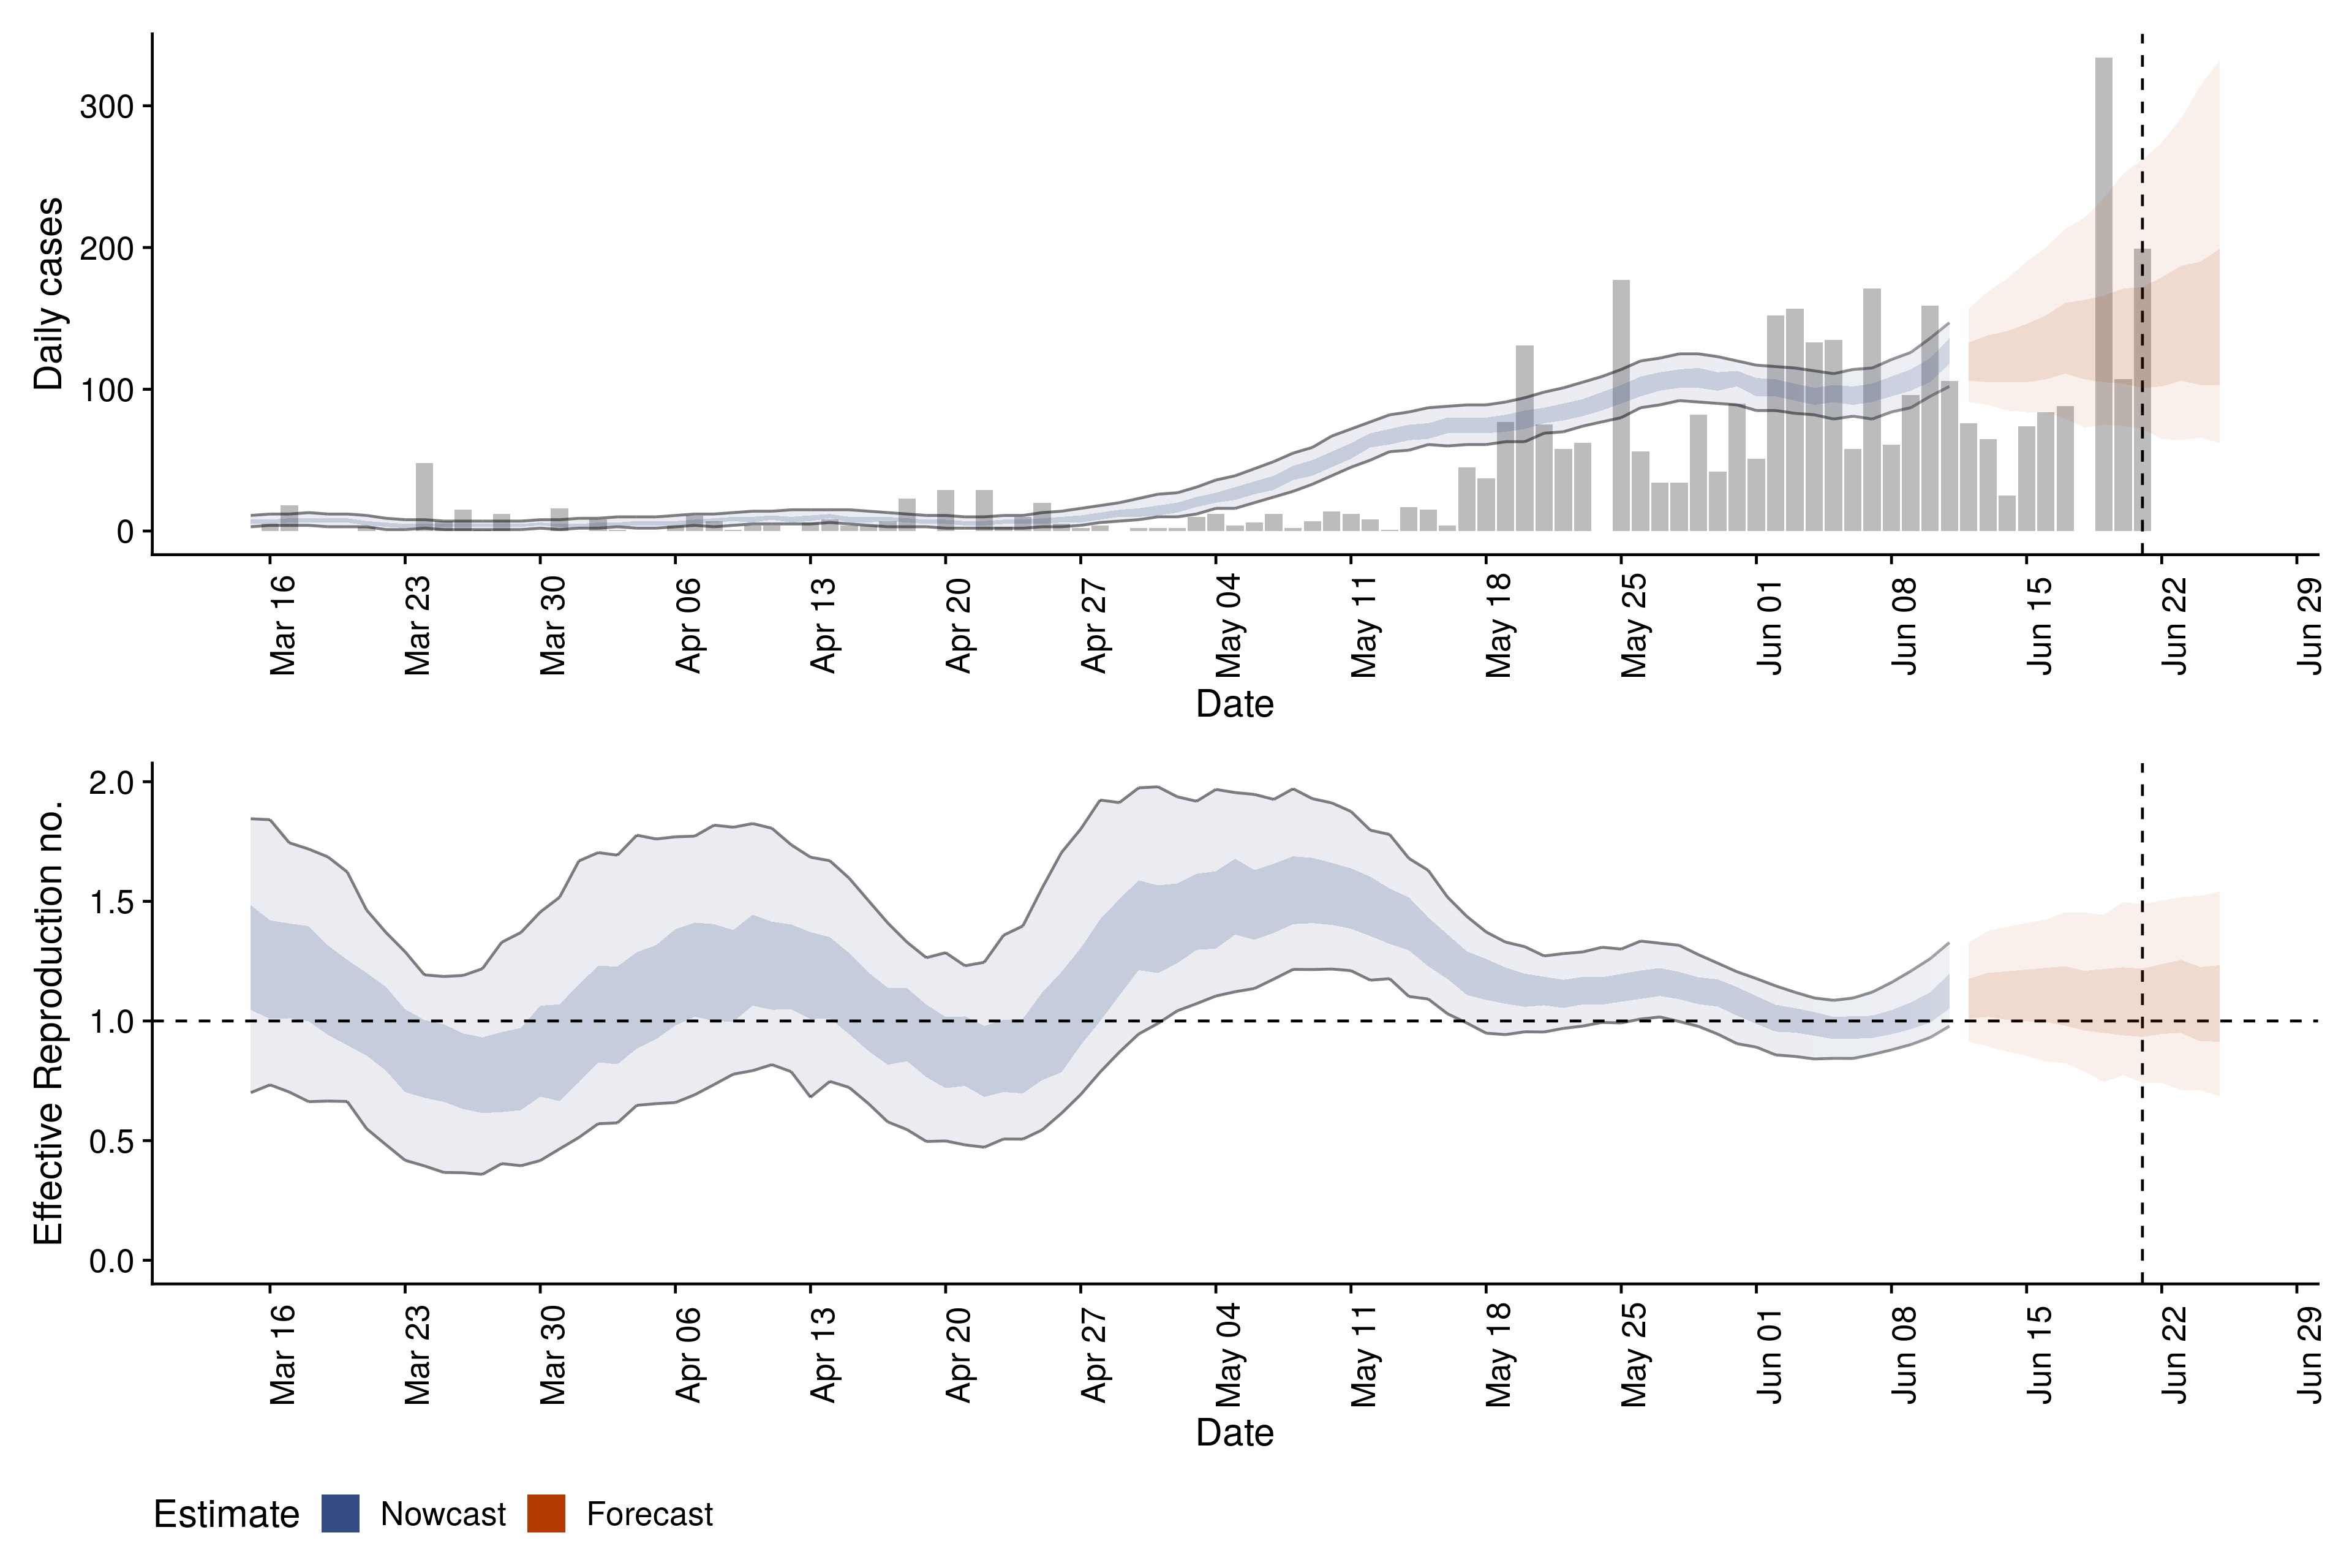 Daily cases
300
200
100
0
Mar 16
Mar 23
Mar 30
Apr 06
Apr 13
Apr 20
Apr 27
May 04
May 11
May 18
May 25
Jun 01
Jun 08
Jun 15
Jun 22
Jun 29
Date
Effective Reproduction no.
2.0
1.5
1.0
0.5
0.0
Mar 16
Mar 23
Mar 30
Apr 06
Apr 13
Apr 20
Apr 27
May 04
May 11
May 18
May 25
Jun 01
Jun 08
Jun 15
Jun 22
Jun 29
Date
Estimate Nowcast Forecast